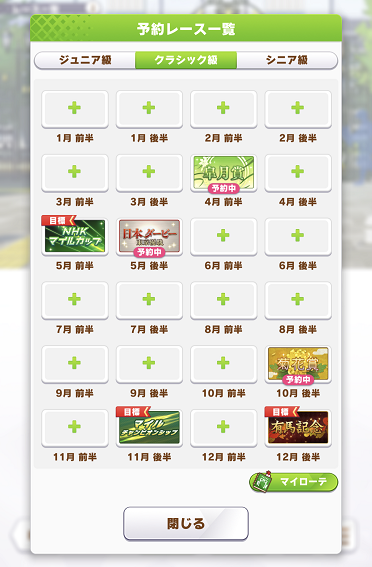 予約レース一覧
ジュニア級 クラシック級 シニア級
1月 前半 1月 後半 2月 前半 2月 後半
皐月賞
予約中
3月 前半 3月 後半 4月 前半 4月 後半
目標
NHK
マイルカップ
日本ダービー
東京優駿
予約中
5月 前半 5月 後半 6月 前半 6月 後半
7月 前半 7月 後半 8月 前半 8月 後半
菊花賞
予約中
9月 前半 9月 後半 10月 前半 10月 後半
目標
マイル
チャンピオンシップ
目標
有馬記念
11月 前半 11月 後半 12月 前半 12月 後半
マイローテ
閉じる